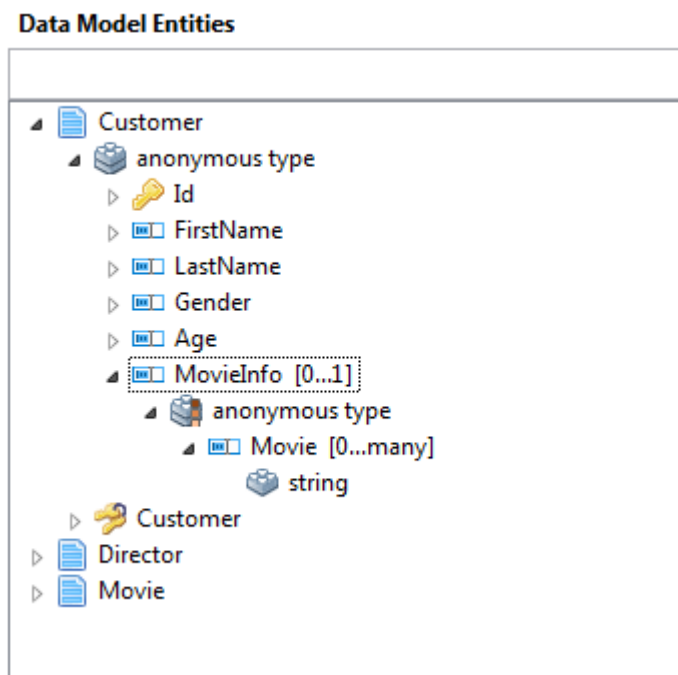 Data Model Entities
Customer
anonymous type
Id
FirstName
LastName
Gender
Age
MovieInfo [0...1]
anonymous type
Movie [0...many]
string
Customer
Director
Movie